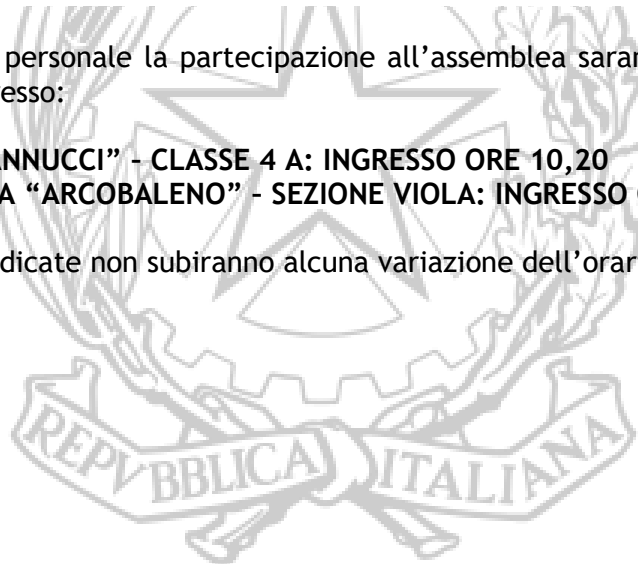 personale la partecipazione all’assemblea saran
esso:
ANNUCCI” – CLASSE 4 A: INGRESSO ORE 10,20
A “ARCOBALENO” – SEZIONE VIOLA: INGRESSO
dicate non subiranno alcuna variazione dell’orar
REPVBBLICA ITALIANA